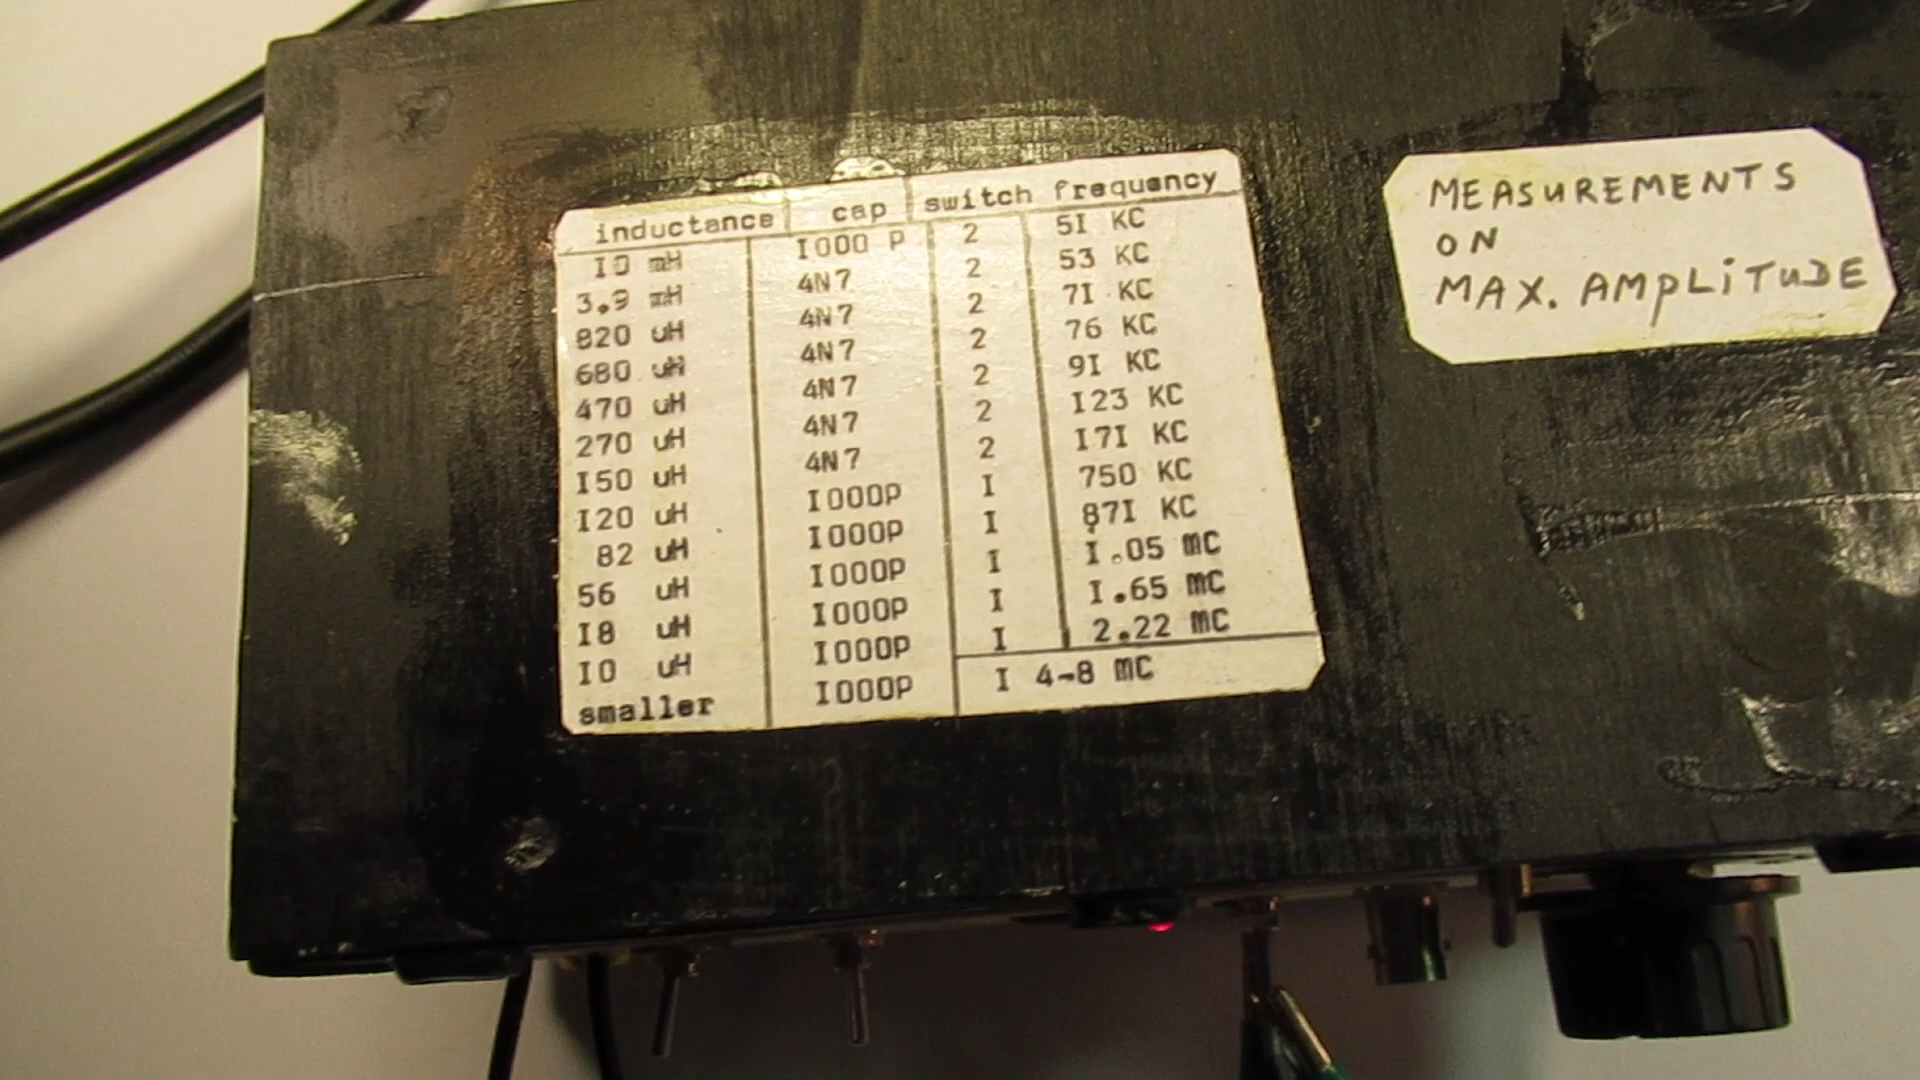 inductance cap switch frequency
I0 mH I000 P 2 5I KC
3.9 mH 4N7 2 53 KC
820 uH 4N7 2 7I KC
680 uH 4N7 2 76 KC
470 uH 4N7 2 9I KC
270 uH 4N7 2 I23 KC
I50 uH 4N7 2 I7I KC
I20 uH I000P I 750 KC
82 uH I000P I 87I KC
56 uH I000P I I.05 MC
I8 uH I000P I I.65 MC
I0 uH I000P I 2.22 MC
smaller I000P I 4-8 MC
MEASUREMENTS
ON
MAX. AMPLiTUDE